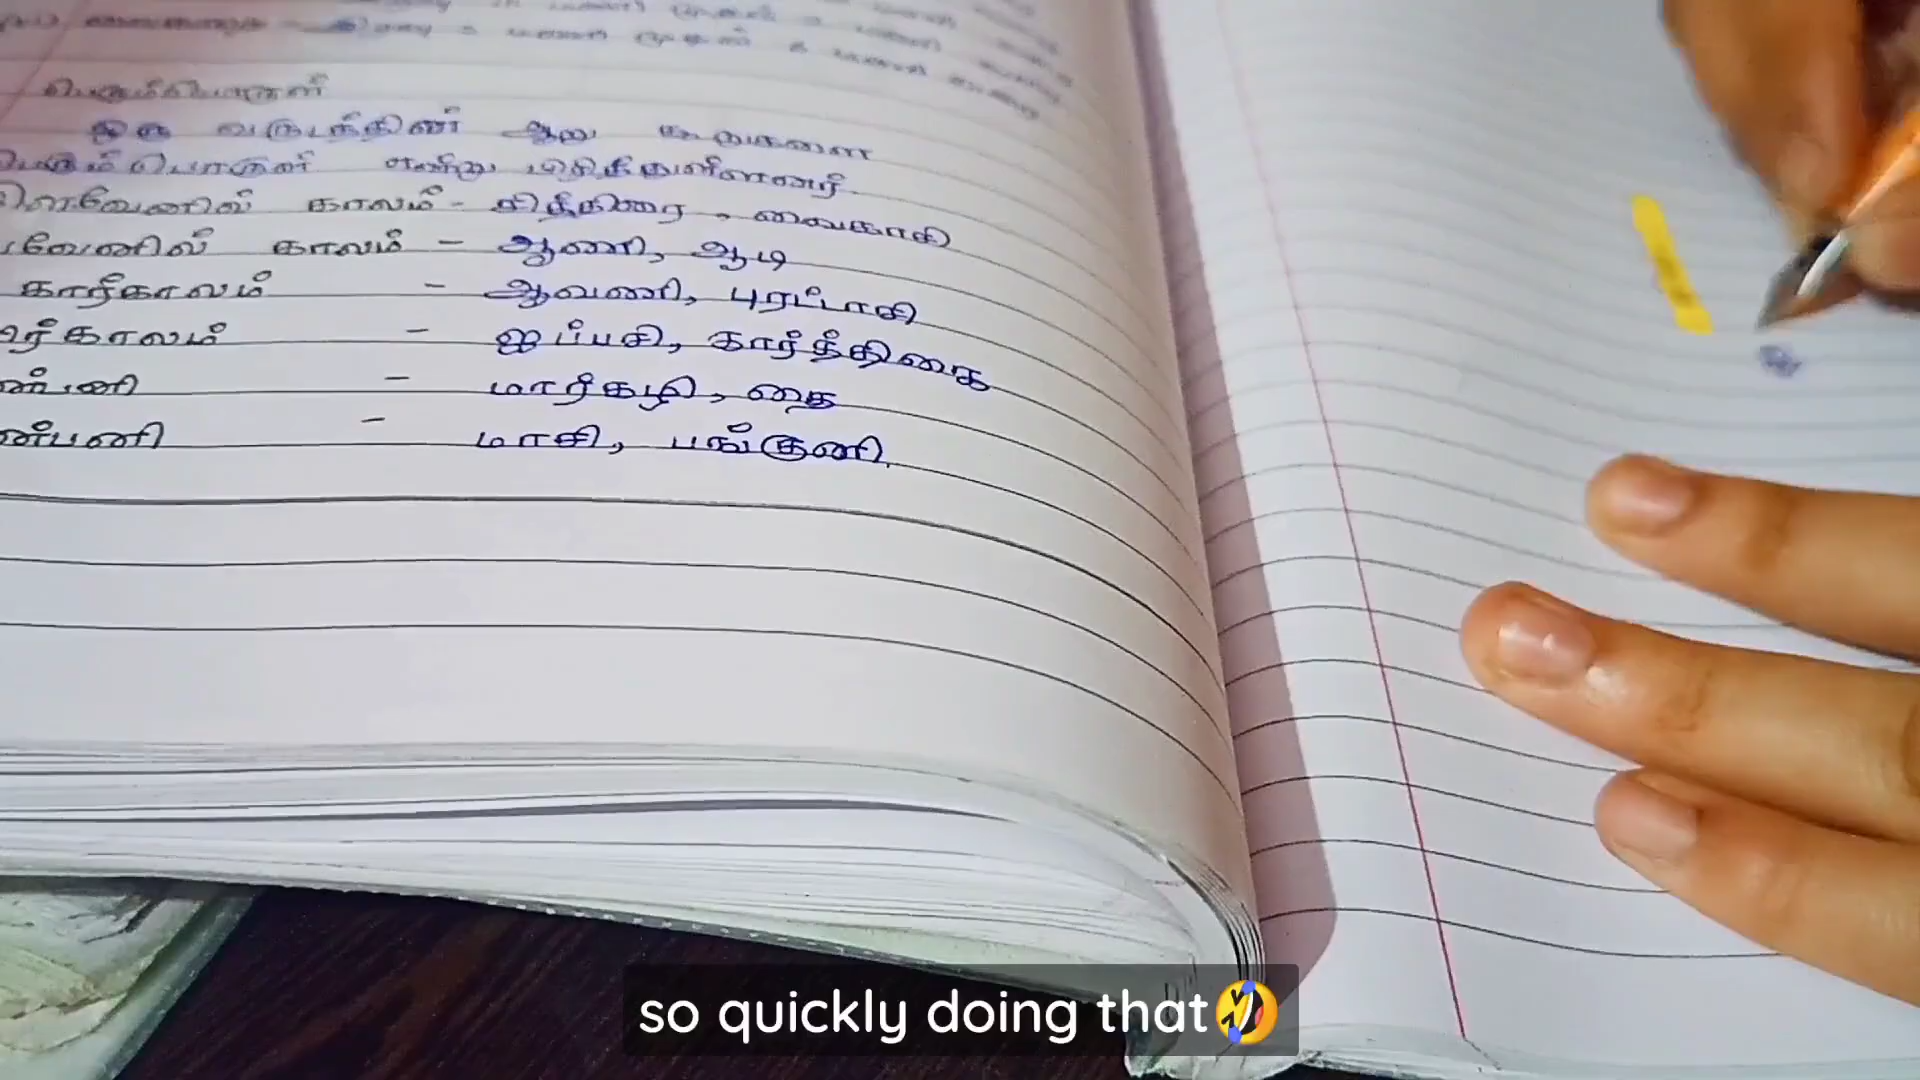 பெரும்பொருள்
ஒரு வருடத்தின் ஆறு கூறுகளை
பெரும்பொருள் என்று பிரித்துள்ளனர்.
ளவேனில் காலம் - சித்திரை, வைகாசி
வேனில் காலம் - ஆனி, ஆடி
கார்காலம் - ஆவணி, புரட்டாசி
திர்காலம் - ஐப்பசி, கார்த்திகை
ன்பனி - மார்கழி, தை
ன்பனி - மாசி, பங்குனி.
so quickly doing that🤣